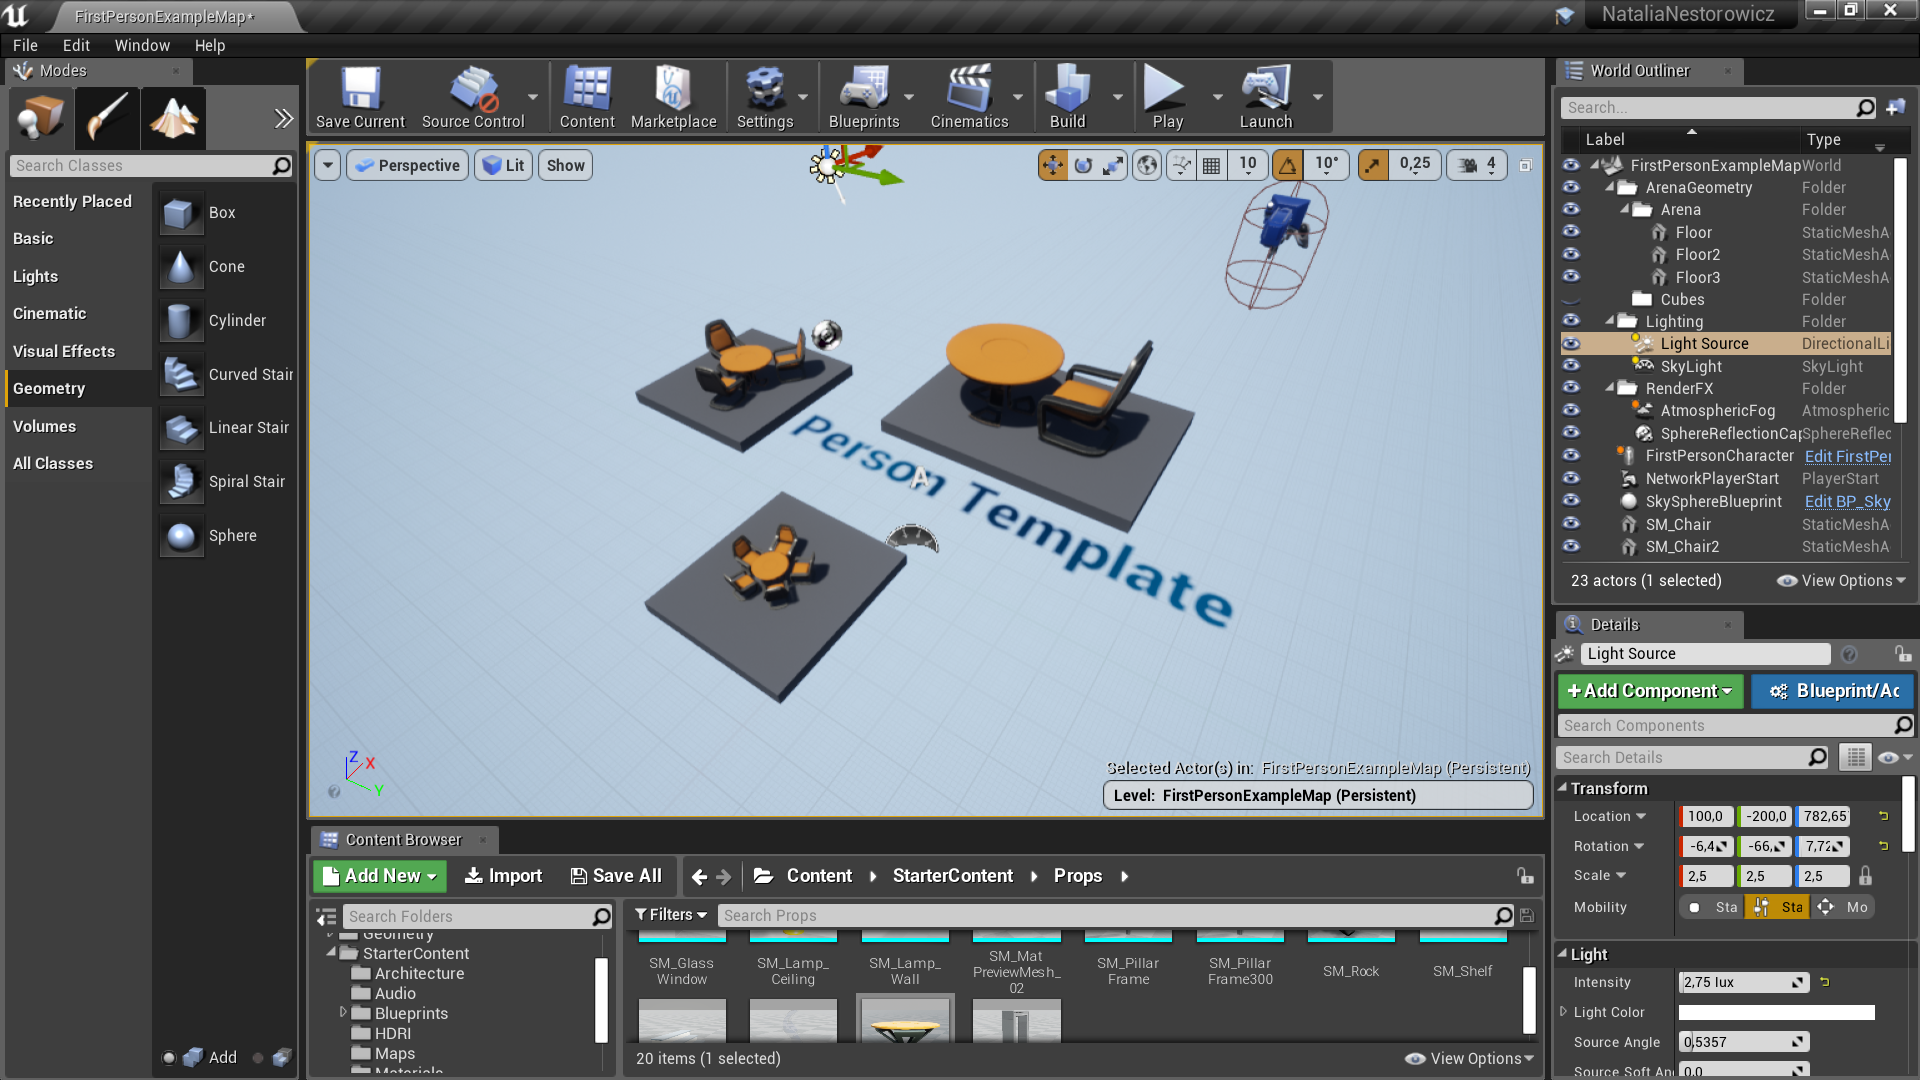 FirstPersonExampleMap*
NataliaNestorowicz
File Edit Window Help
Modes
Search Classes
Recently Placed
Basic
Lights
Cinematic
Visual Effects
Geometry
Volumes
All Classes
Box
Cone
Cylinder
Curved Stair
Linear Stair
Spiral Stair
Sphere
Add
Save Current
Source Control
Content
Marketplace
Settings
Blueprints
Cinematics
Build
Play
Launch
Perspective Lit Show
10 10° 0,25 4
Person Template
A
Z X Y
Selected Actor(s) in: FirstPersonExampleMap (Persistent)
Level: FirstPersonExampleMap (Persistent)
Content Browser
Add New Import Save All Content StarterContent Props
Search Folders
Geometry
StarterContent
Architecture
Audio
Blueprints
HDRI
Maps
Materials
Filters Search Props
SM_Glass Window
SM_Lamp_ Ceiling
SM_Lamp_ Wall
SM_Mat PreviewMesh_ 02
SM_Pillar Frame
SM_Pillar Frame300
SM_Rock
SM_Shelf
20 items (1 selected)
View Options
World Outliner
Search...
Label Type
FirstPersonExampleMap World
ArenaGeometry Folder
Arena Folder
Floor StaticMeshA
Floor2 StaticMeshA
Floor3 StaticMeshA
Cubes Folder
Lighting Folder
Light Source DirectionalLi
SkyLight SkyLight
RenderFX Folder
AtmosphericFog Atmospheric
SphereReflectionCap SphereReflec
FirstPersonCharacter Edit FirstPer
NetworkPlayerStart PlayerStart
SkySphereBlueprint Edit BP_Sky
SM_Chair StaticMeshA
SM_Chair2 StaticMeshA
23 actors (1 selected) View Options
Details
Light Source
+Add Component Blueprint/Ac
Search Components
Search Details
Transform
Location 100,0 -200,0 782,65
Rotation -6,4 -66, 7,72
Scale 2,5 2,5 2,5
Mobility Sta Sta Mo
Light
Intensity 2,75 lux
Light Color
Source Angle 0,5357
Source Soft An 0,0